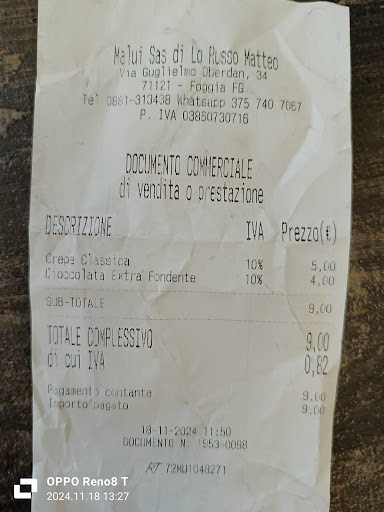 Malui Sas di Lo Russo Matteo
Via Guglielmo Oberdan, 34
71121 - Foggia FG
Tel 0881-313438 Whatsapp 375 740 7067
P. IVA 03860730716
DOCUMENTO COMMERCIALE
di vendita o prestazione
DESCRIZIONE IVA Prezzo(€)
Crepe Classica 10% 5,00
Cioccolata Extra Fondente 10% 4,00
SUB-TOTALE 9,00
TOTALE COMPLESSIVO 9,00
di cui IVA 0,82
Pagamento contante 9,00
Importo pagato 9,00
18-11-2024 11:50
DOCUMENTO N. 1953-0098
RT 72MU1048271
OPPO Reno8 T
2024.11.18 13:27